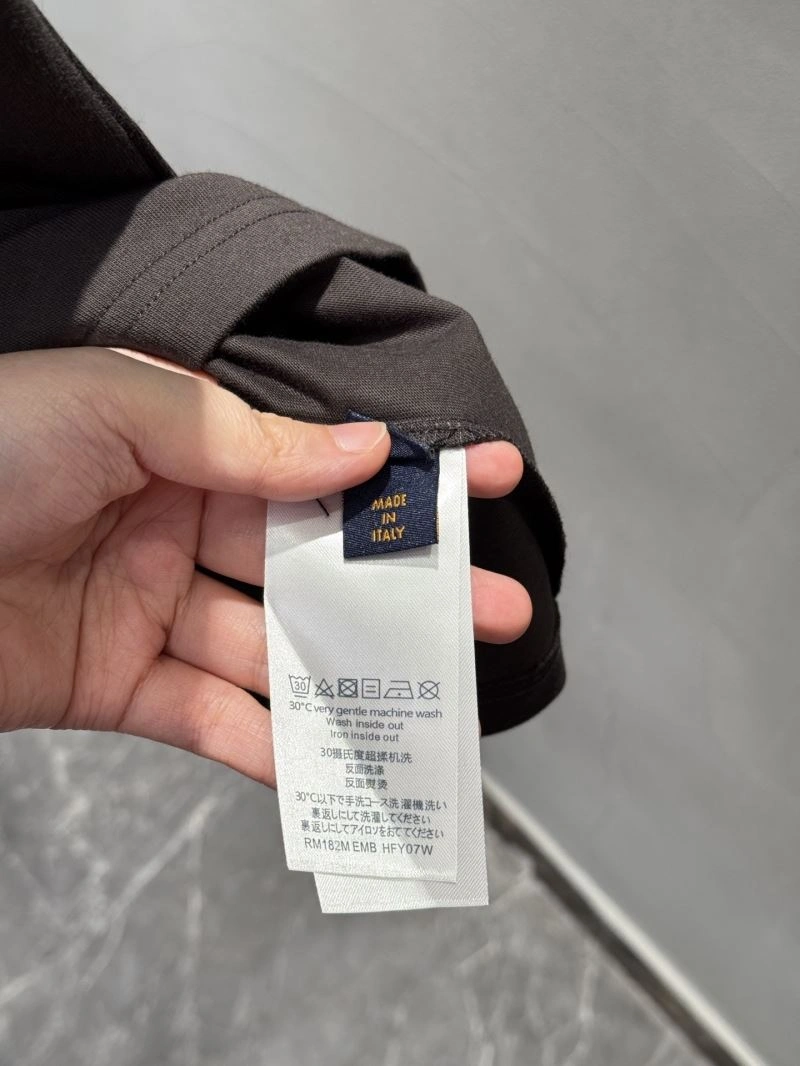 MADE
IN
ITALY
30
30°C very gentle machine wash
Wash inside out
Iron inside out
30摄氏度超揉机洗
反面洗涤
反面熨烫
30℃以下で手洗コース洗濯機洗い
裏返しにして洗濯してください
裏返しにしてアイロンをおててください
RM182M EMB HFY07W